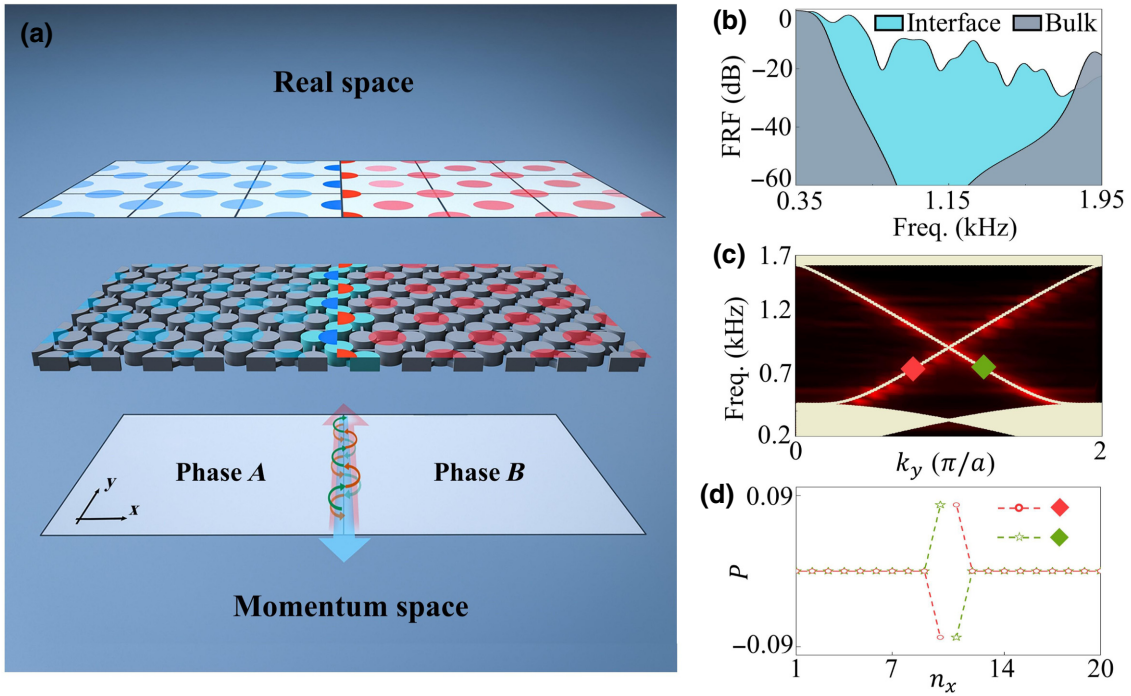 (a)
Real space
Phase A
Phase B
y
x
Momentum space
(b)
Interface
Bulk
0
−20
−40
−60
FRF (dB)
0.35
1.15
1.95
Freq. (kHz)
(c)
1.7
1.2
0.7
0.2
Freq. (kHz)
0
2
k_y (π/a)
(d)
0.09
−0.09
P
1
7
14
20
n_x